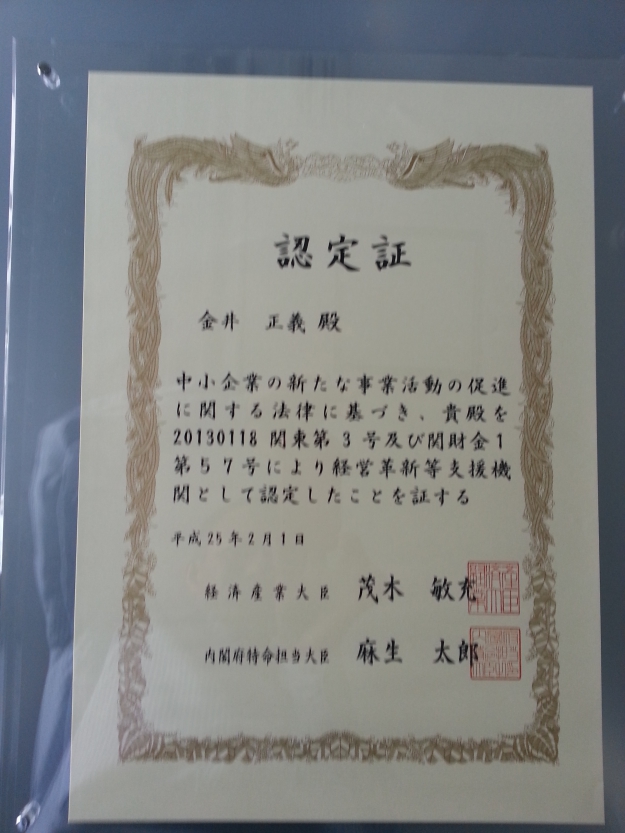 認定証
金井 正義 殿
中小企業の新たな事業活動の促進
に関する法律に基づき、貴殿を
20130118 関東第3号及び関財金1
第57号により経営革新等支援機
関として認定したことを証する
平成25年2月1日
経済産業大臣 茂木 敏充
内閣府特命担当大臣 麻生 太郎